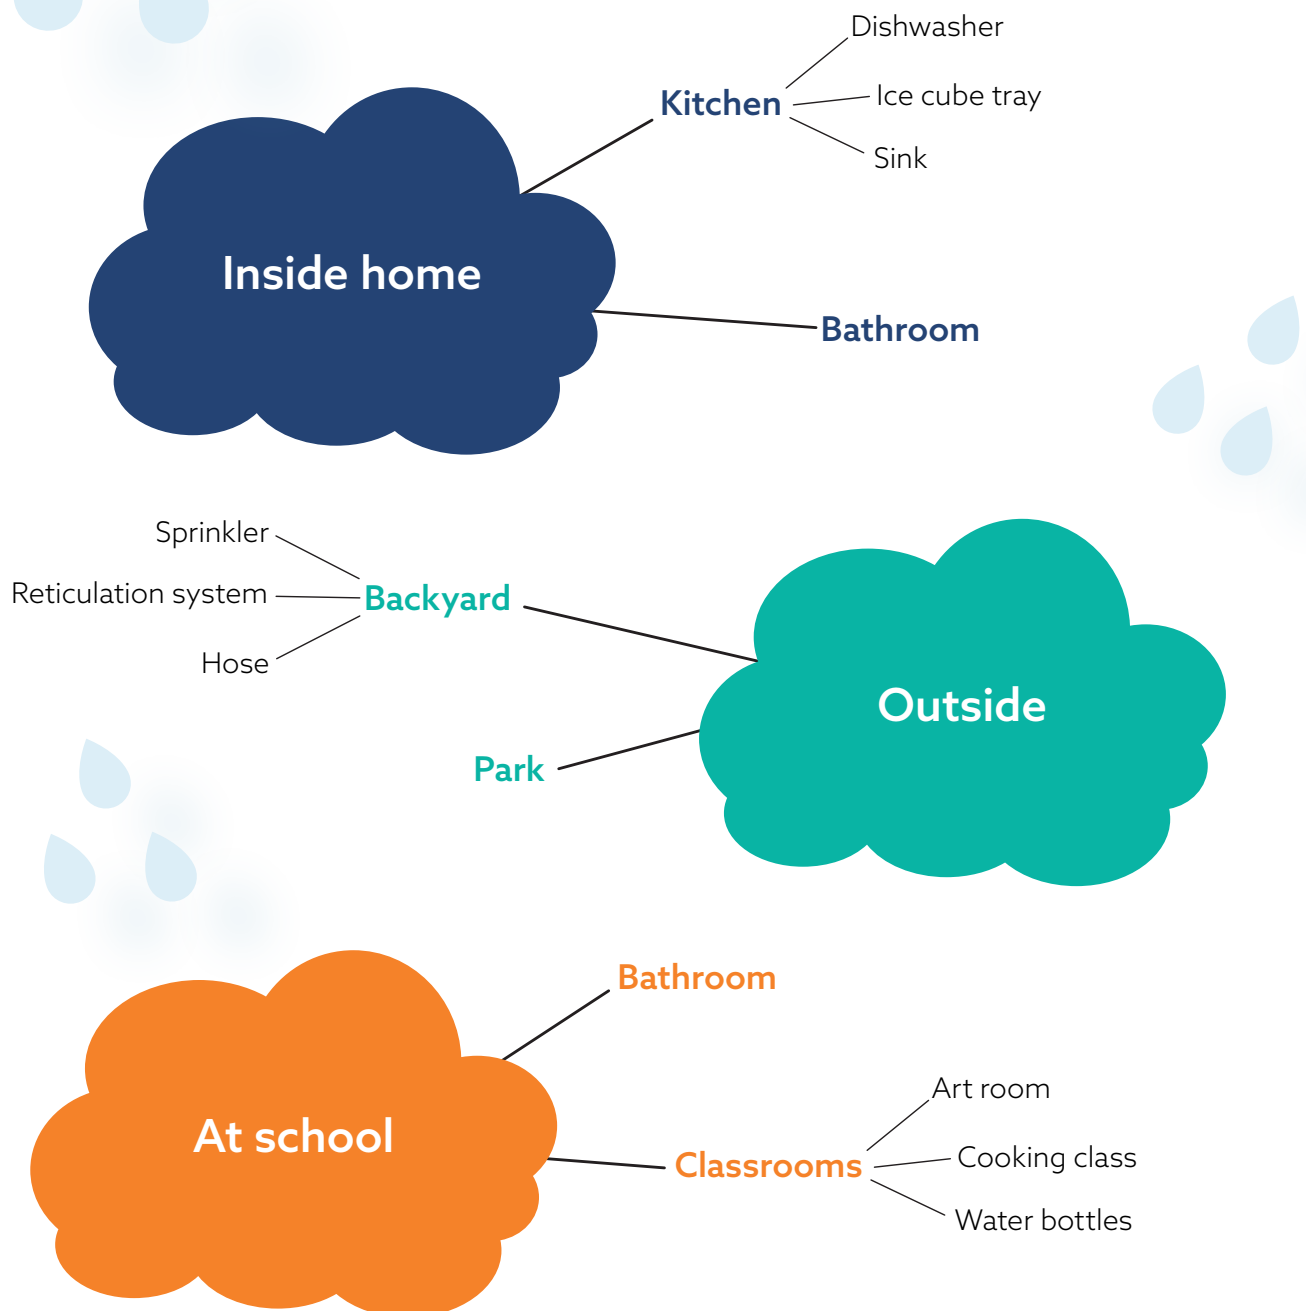 Dishwasher
Kitchen
Ice cube tray
Sink
Inside home
Bathroom
Sprinkler
Reticulation system
Backyard
Hose
Outside
Park
Bathroom
Art room
At school
Classrooms
Cooking class
Water bottles